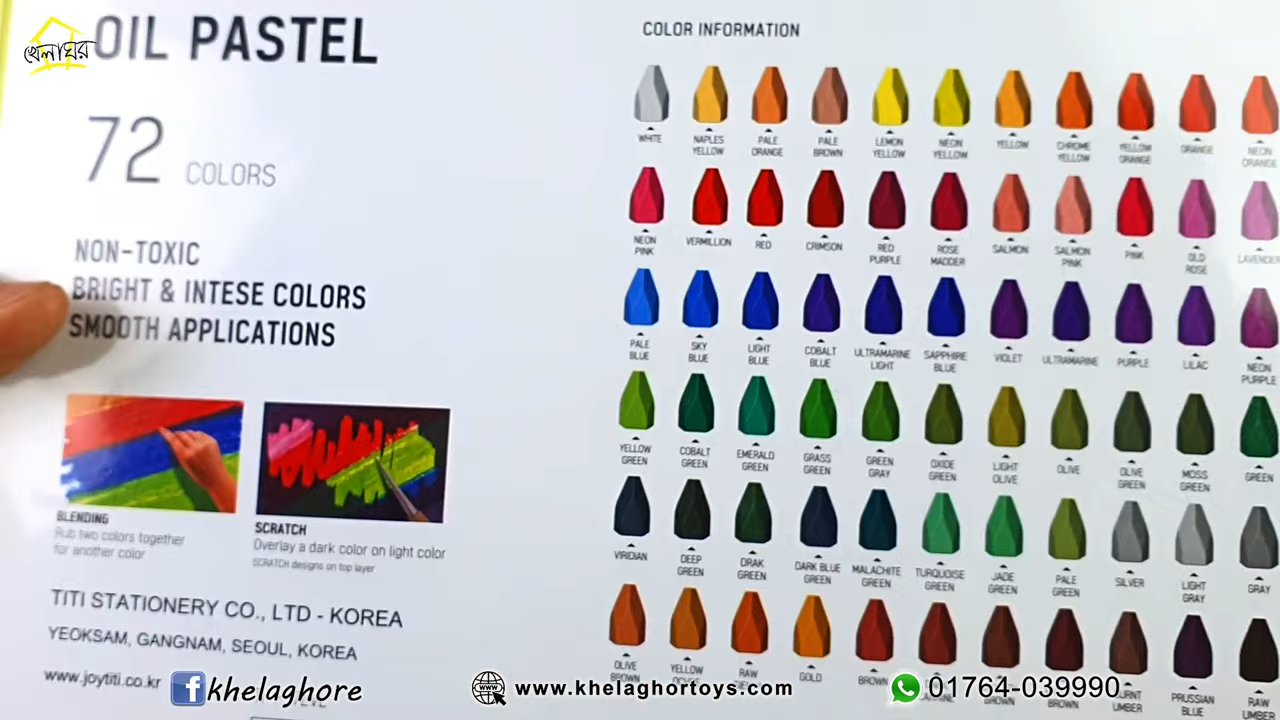 খেলাঘর
OIL PASTEL
72 COLORS
NON-TOXIC
BRIGHT & INTESE COLORS
SMOOTH APPLICATIONS
BLENDING
Rub two colors together
for another color
SCRATCH
Overlay a dark color on light color
SCRATCH designs on top layer
TITI STATIONERY CO., LTD - KOREA
YEOKSAM, GANGNAM, SEOUL, KOREA
www.joytiti.co.kr
COLOR INFORMATION
WHITE
NAPLES
YELLOW
PALE
ORANGE
PALE
BROWN
LEMON
YELLOW
NEON
YELLOW
YELLOW
CHROME
YELLOW
YELLOW
ORANGE
ORANGE
NEON
ORANGE
NEON
PINK
VERMILLION
RED
CRIMSON
RED
PURPLE
ROSE
MADDER
SALMON
SALMON
PINK
PINK
OLD
ROSE
LAVENDER
PALE
BLUE
SKY
BLUE
LIGHT
BLUE
COBALT
BLUE
ULTRAMARINE
LIGHT
SAPPHIRE
BLUE
VIOLET
ULTRAMARINE
PURPLE
LILAC
NEON
PURPLE
YELLOW
GREEN
COBALT
GREEN
EMERALD
GREEN
GRASS
GREEN
GREEN
GRAY
OXIDE
GREEN
LIGHT
OLIVE
OLIVE
OLIVE
GREEN
MOSS
GREEN
GREEN
VIRIDIAN
DEEP
GREEN
DRAK
GREEN
DARK BLUE
GREEN
MALACHITE
GREEN
TURQUOISE
GREEN
JADE
GREEN
PALE
GREEN
SILVER
LIGHT
GRAY
GRAY
OLIVE
BROWN
YELLOW
RAW
GOLD
BROWN
BROWN
UMBER
PRUSSIAN
BLUE
RAW
UMBER
khelaghore
www.khelaghortoys.com
01764-039990